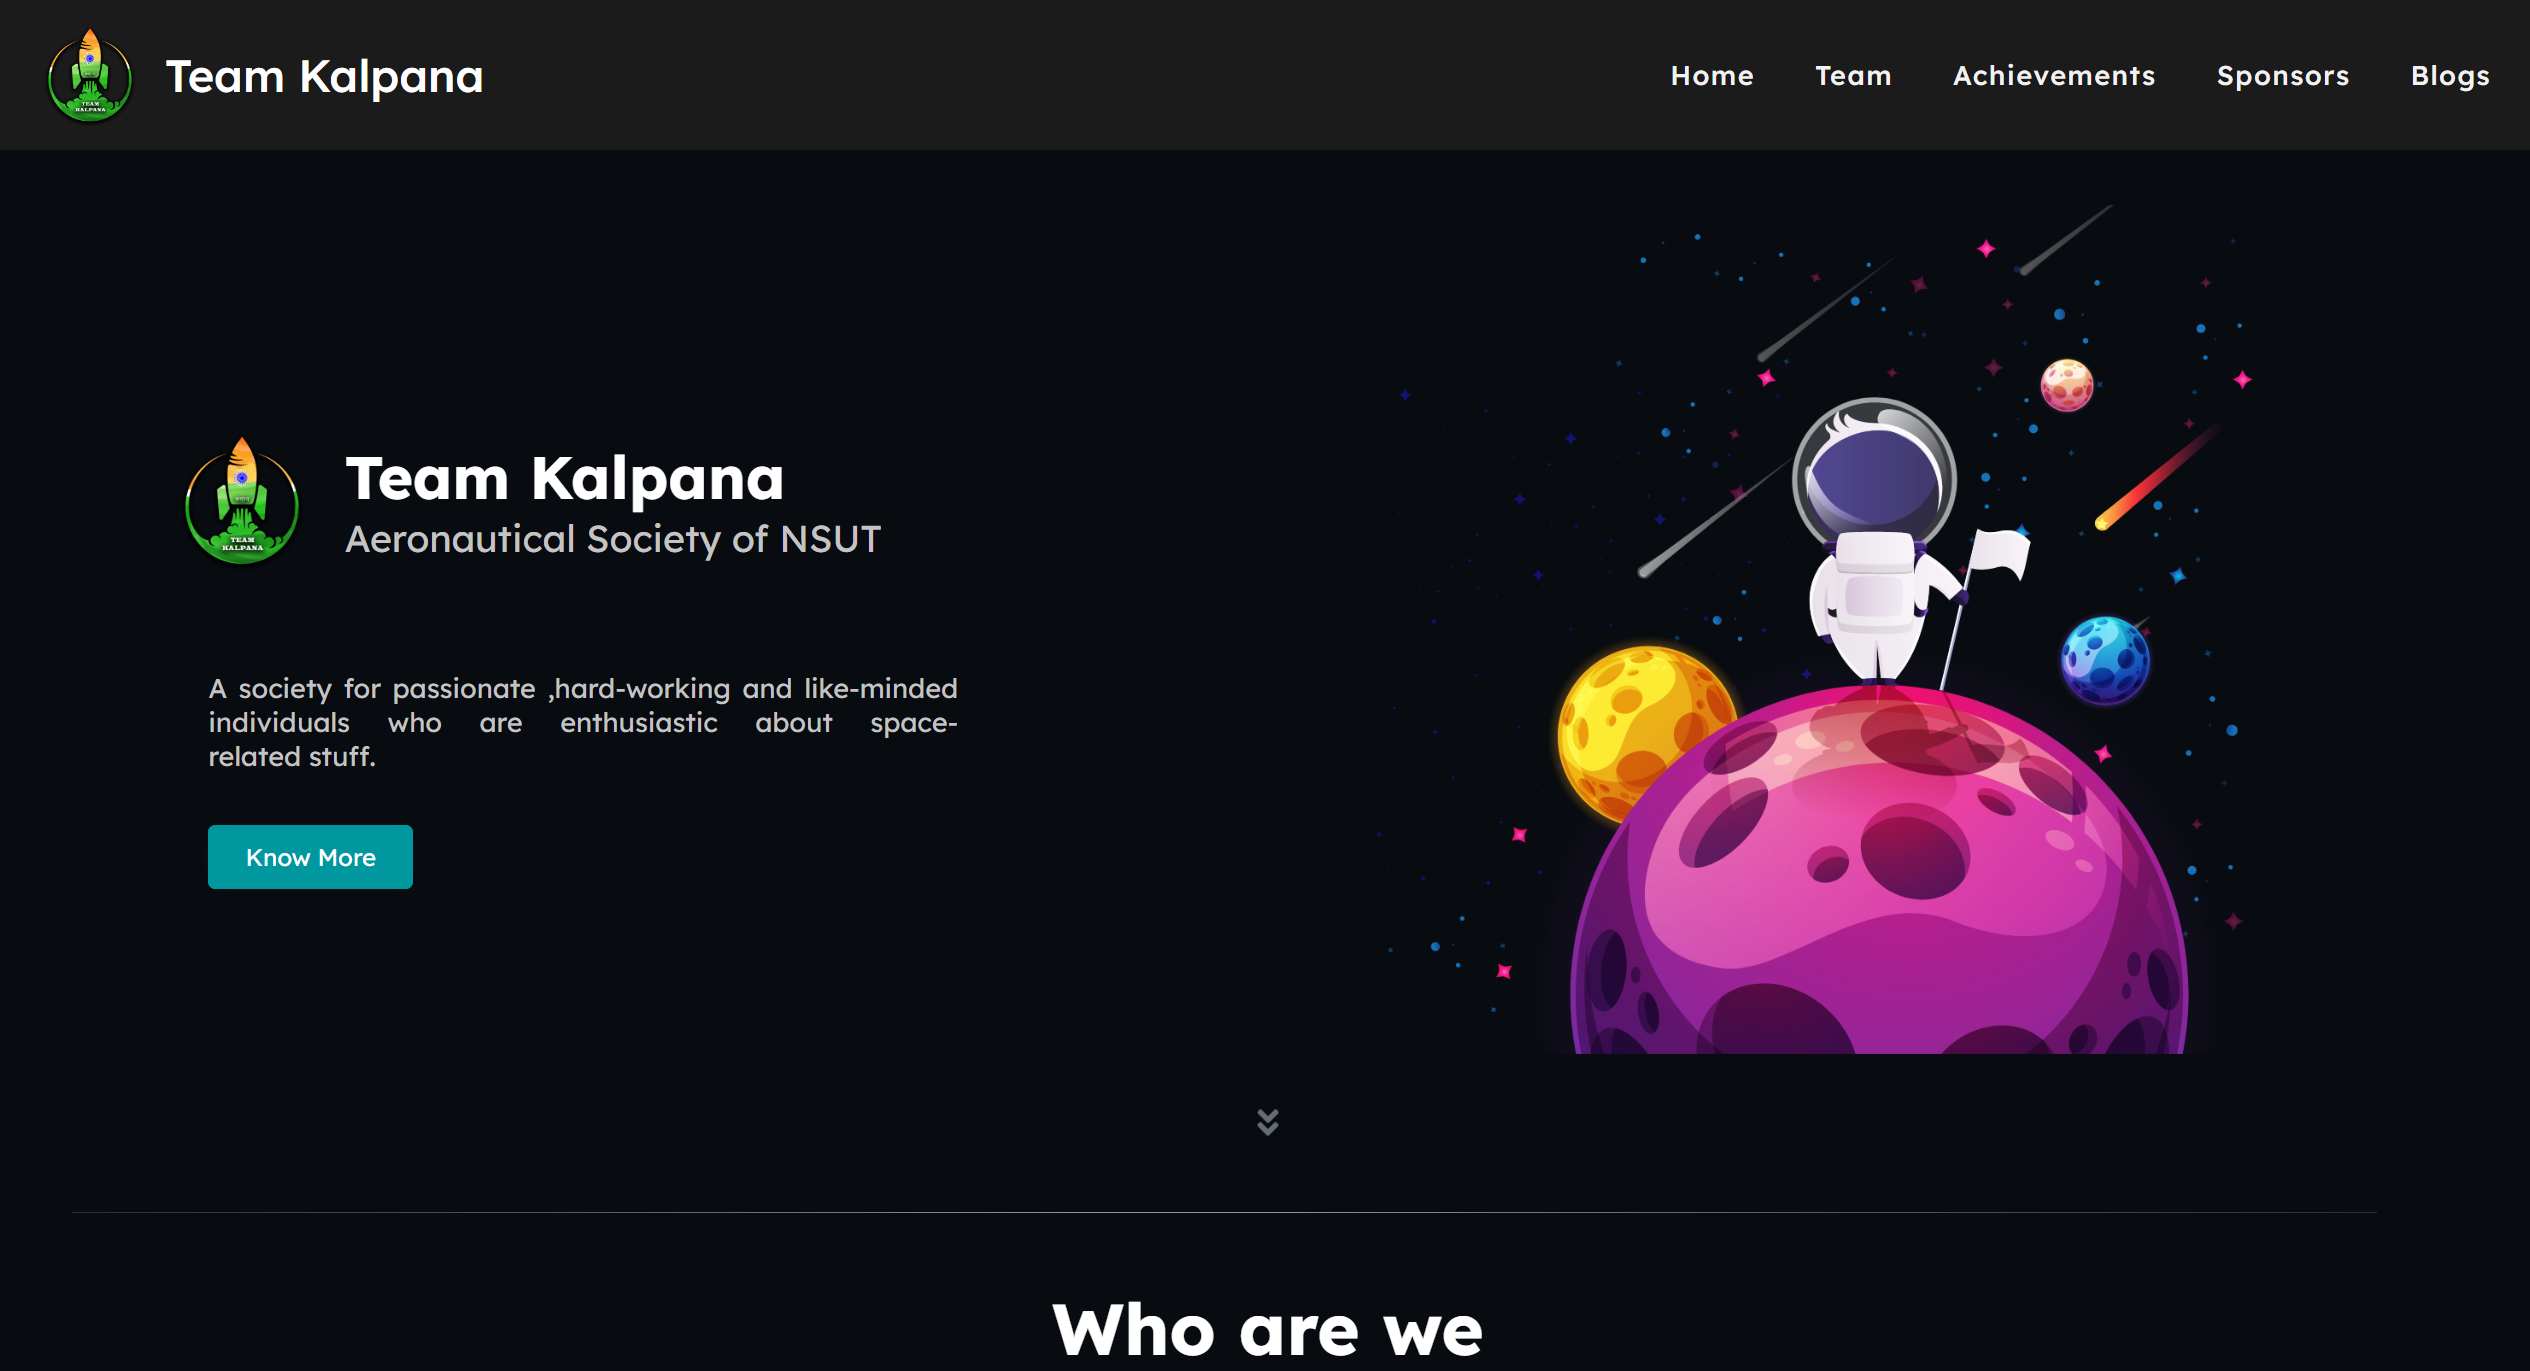 TEAM
KALPANA
Team Kalpana
Home Team Achievements Sponsors Blogs
TEAM
KALPANA
Team Kalpana
Aeronautical Society of NSUT
A society for passionate ,hard-working and like-minded
individuals who are enthusiastic about space-
related stuff.
Know More
Who are we